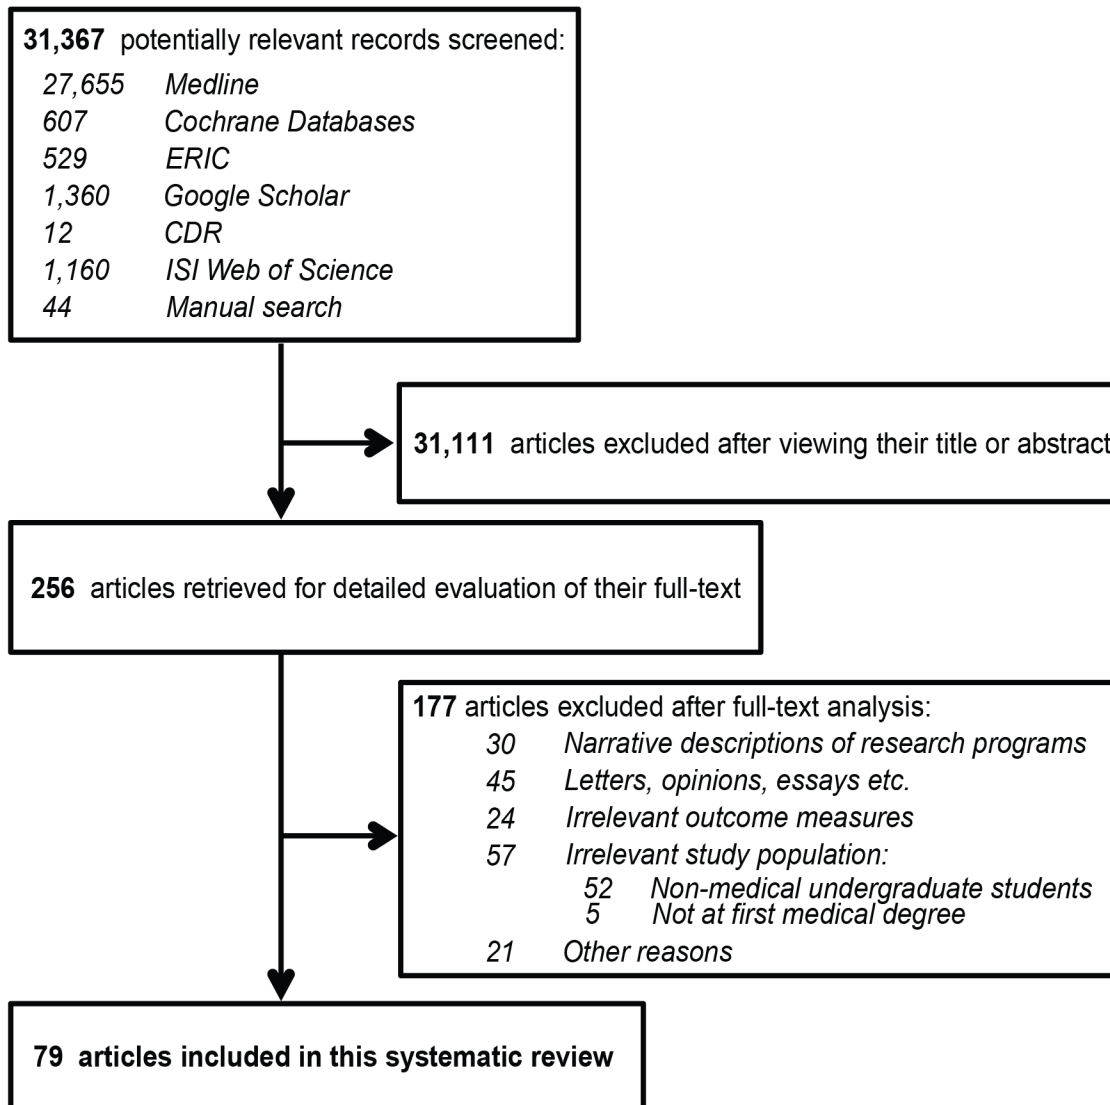 31,367 potentially relevant records screened:
27,655 Medline
607 Cochrane Databases
529 ERIC
1,360 Google Scholar
12 CDR
1,160 ISI Web of Science
44 Manual search
31,111 articles excluded after viewing their title or abstract
256 articles retrieved for detailed evaluation of their full-text
177 articles excluded after full-text analysis:
30 Narrative descriptions of research programs
45 Letters, opinions, essays etc.
24 Irrelevant outcome measures
57 Irrelevant study population:
52 Non-medical undergraduate students
5 Not at first medical degree
21 Other reasons
79 articles included in this systematic review